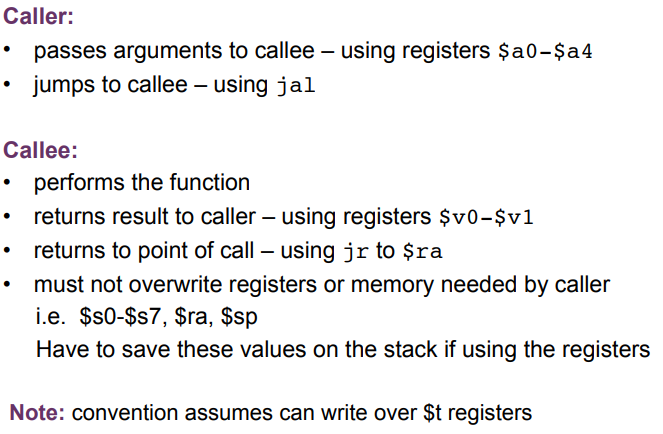 Caller:
• passes arguments to callee – using registers $a0–$a4
• jumps to callee – using jal
Callee:
• performs the function
• returns result to caller – using registers $v0–$v1
• returns to point of call – using jr to $ra
• must not overwrite registers or memory needed by caller
i.e. $s0-$s7, $ra, $sp
Have to save these values on the stack if using the registers
Note: convention assumes can write over $t registers